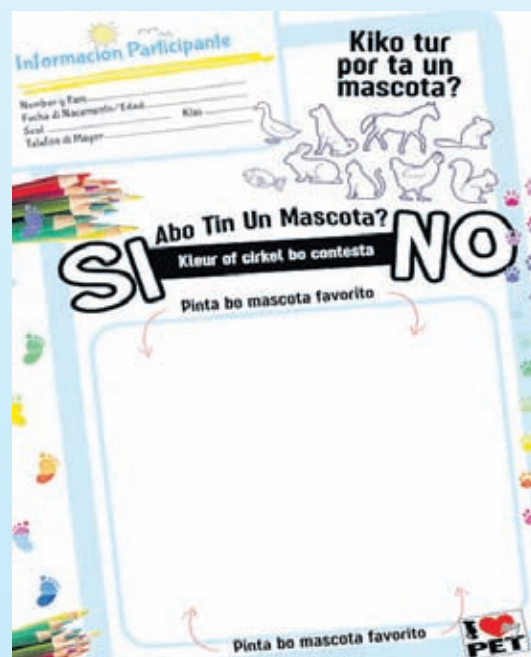 Informacion Participante
Nomber y Fam
Fecha di Nacemento/Edad
Scol Klas
Telefon di Mayor
Kiko tur
por ta un
mascota?
Abo Tin Un Mascota?
SI NO
Kleur of cirkel bo contesta
Pinta bo mascota favorito
Pinta bo mascota favorito
I
PET